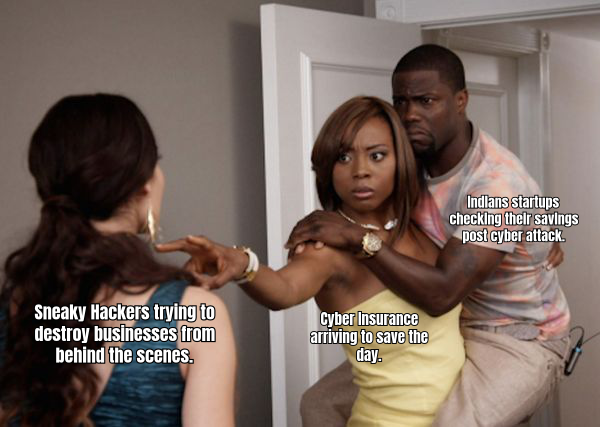 Indians startups
checking their savings
post cyber attack.
Sneaky Hackers trying to
destroy businesses from
behind the scenes.
Cyber Insurance
arriving to save the
day.